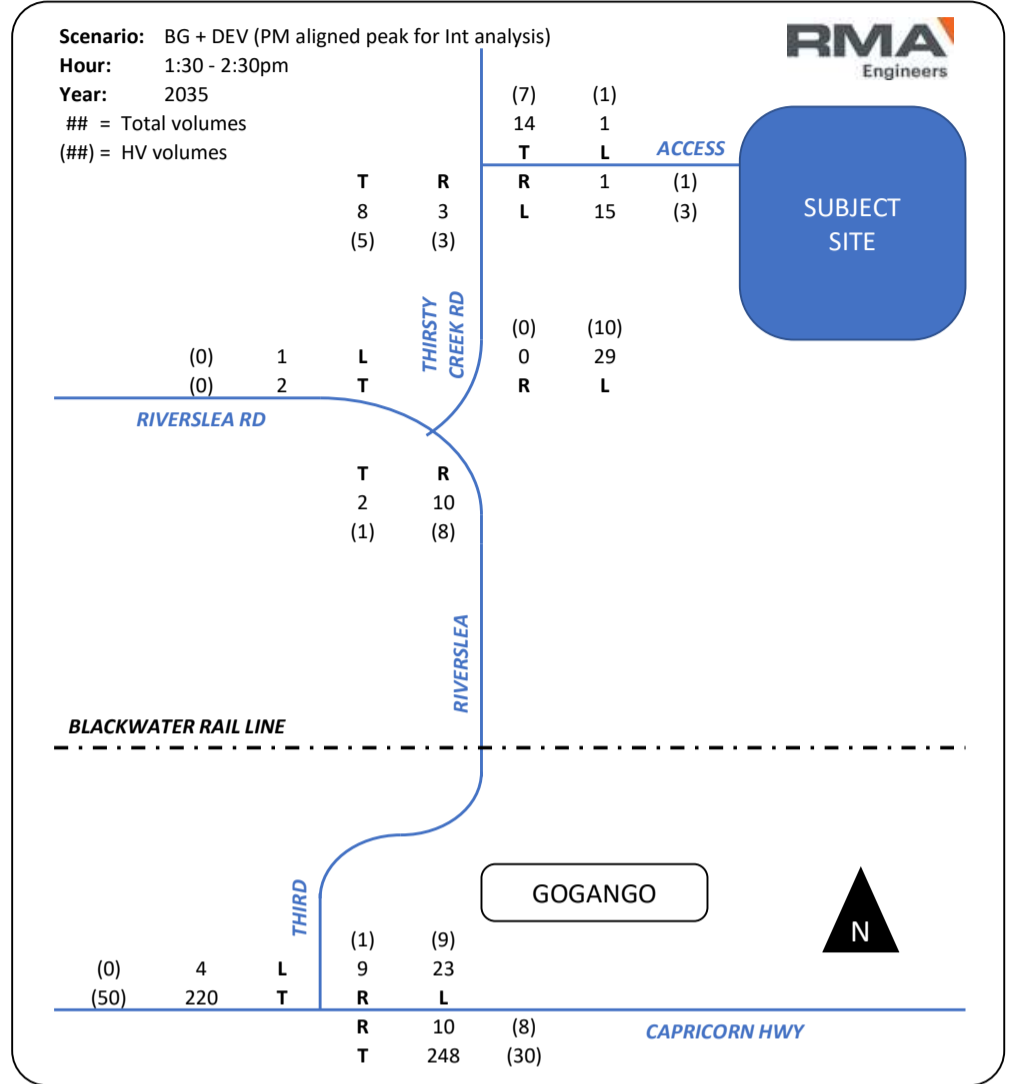 Scenario: BG + DEV (PM aligned peak for Int analysis)
Hour: 1:30 - 2:30pm
Year: 2035
## = Total volumes
(##) = HV volumes
RMA
Engineers
(7) (1)
14 1
T L ACCESS
T R R 1 (1)
8 3 L 15 (3)
(5) (3)
SUBJECT
SITE
THIRSTY
CREEK RD
(0) (10)
(0) 1 L 0 29
(0) 2 T R L
RIVERSLEA RD
T R
2 10
(1) (8)
RIVERSLEA
BLACKWATER RAIL LINE
GOGANGO
N
THIRD
(1) (9)
(0) 4 L 9 23
(50) 220 T R L
R 10 (8) CAPRICORN HWY
T 248 (30)